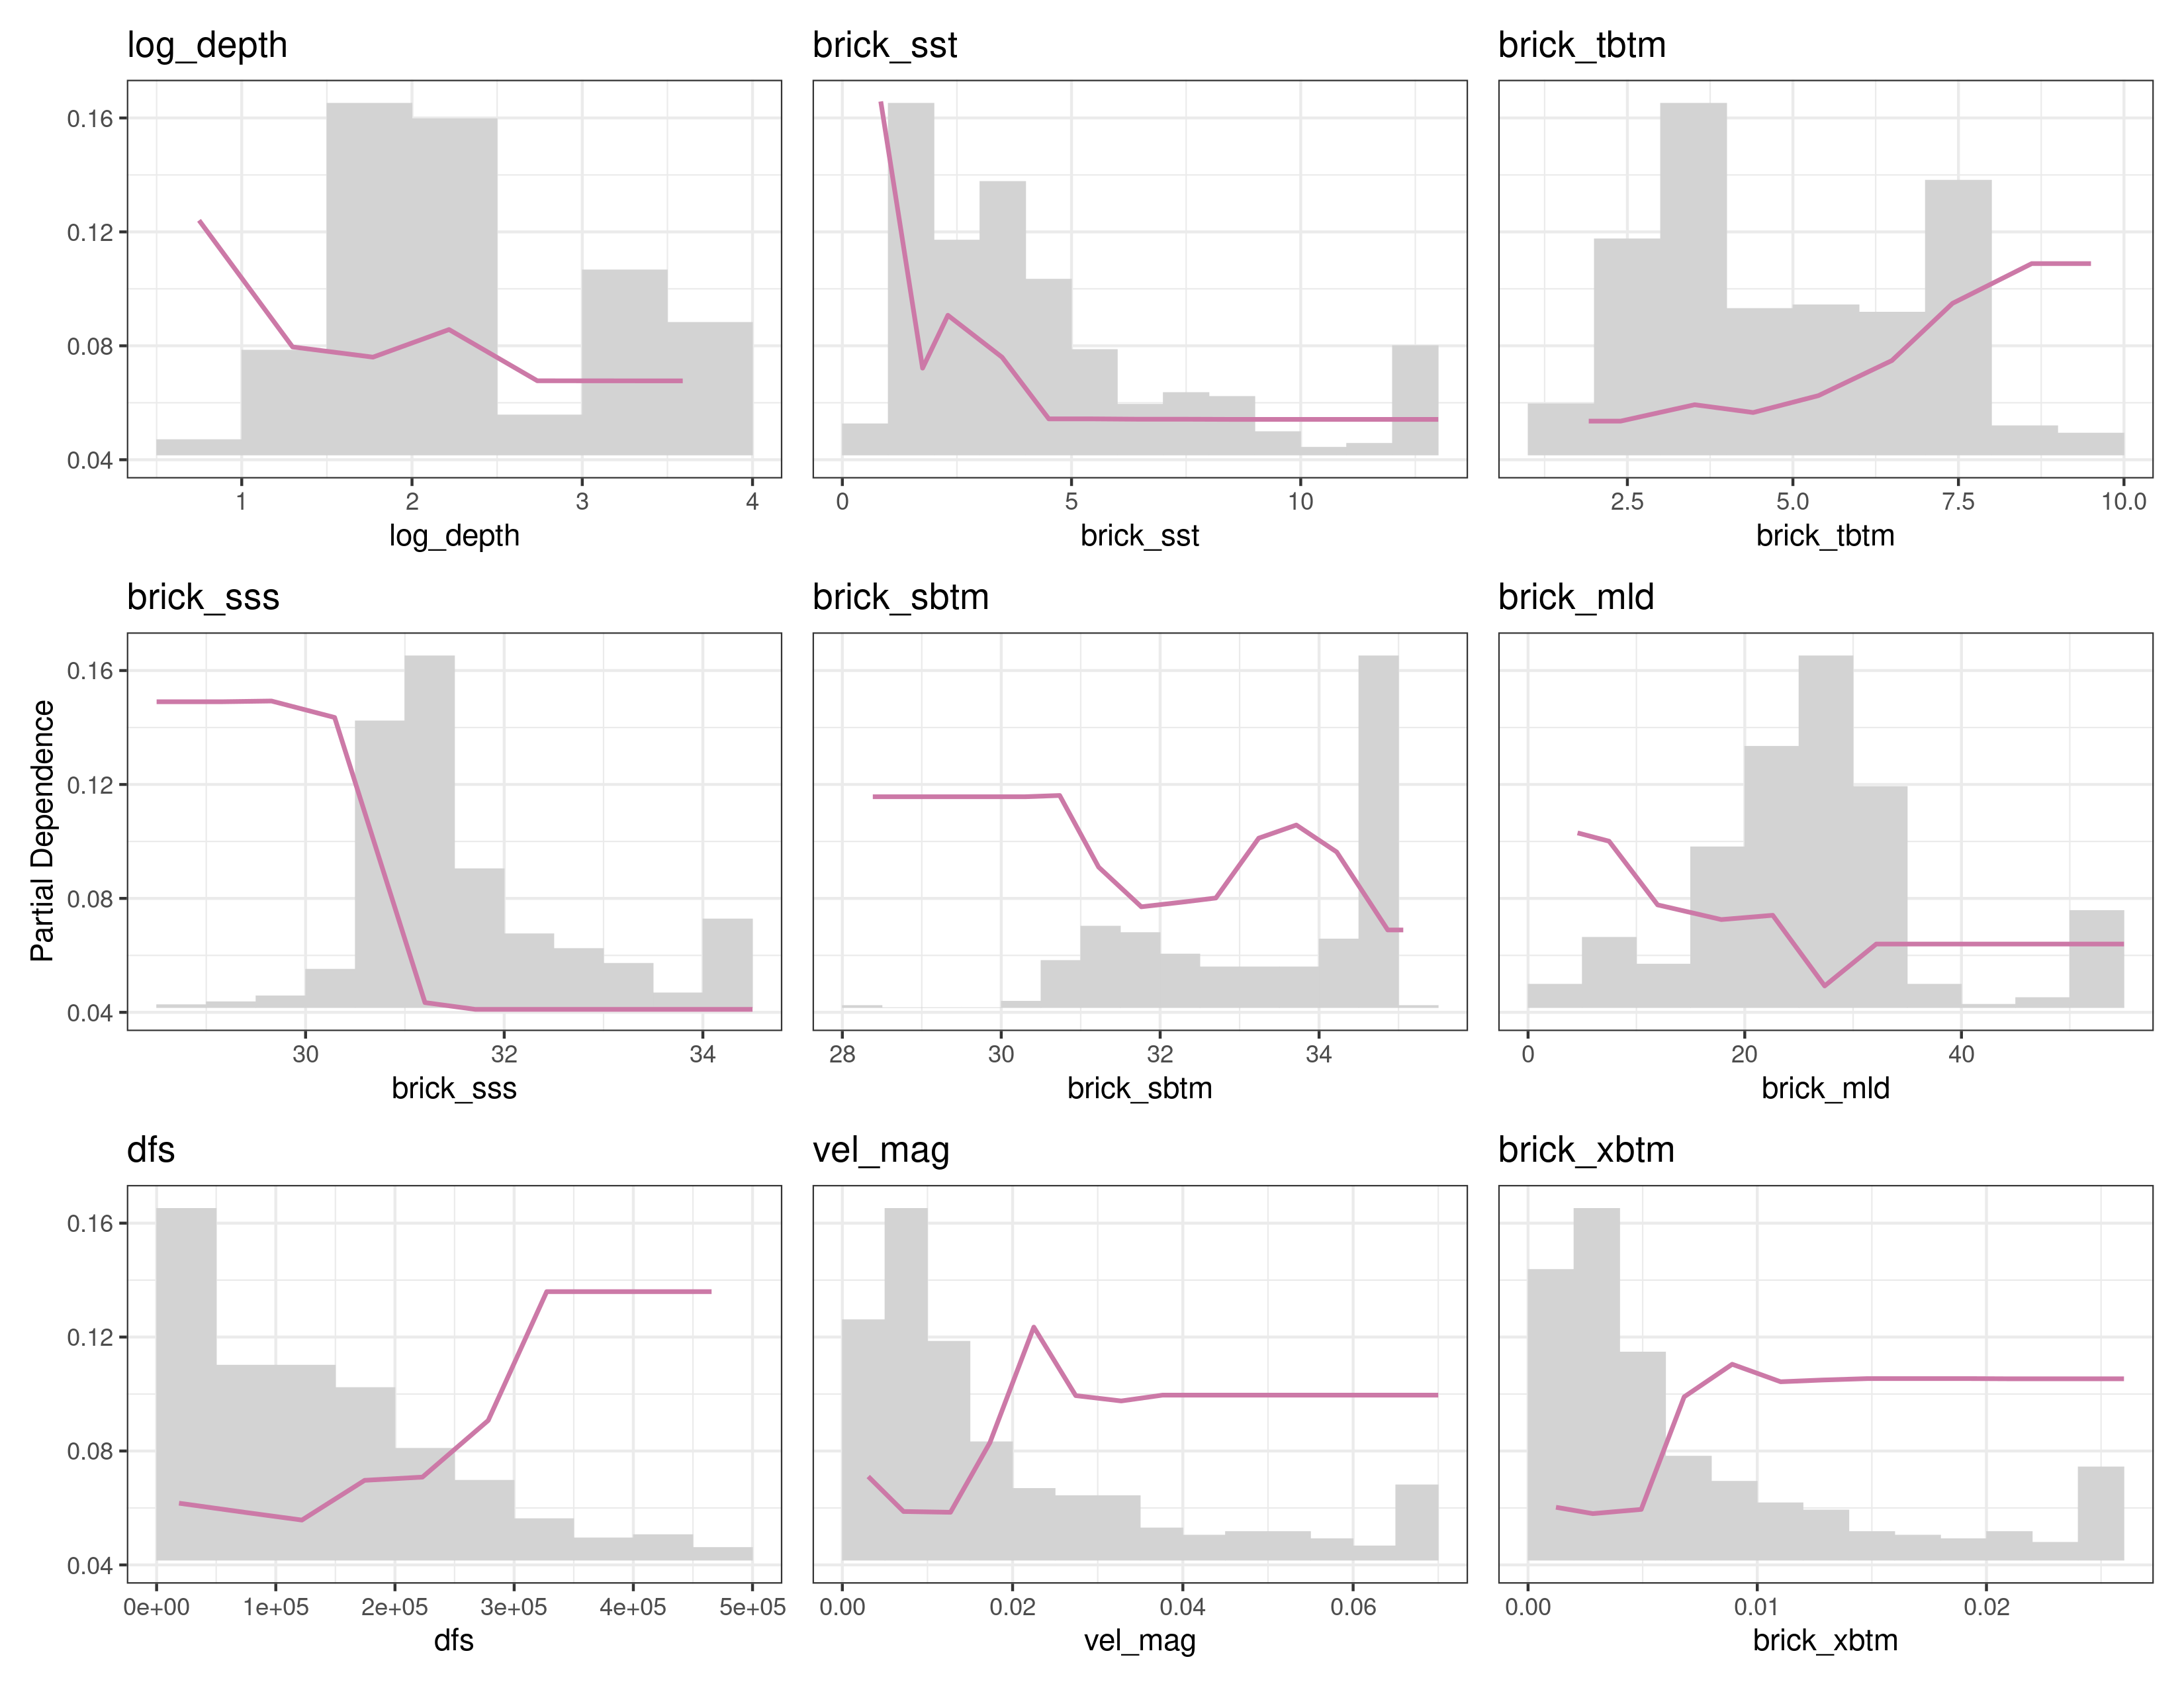 log_depth
brick_sst
brick_tbtm
0.16
0.12
0.08
0.04
1 2 3 4
0 5 10
2.5 5.0 7.5 10.0
log_depth
brick_sst
brick_tbtm
brick_sss
brick_sbtm
brick_mld
Partial Dependence
0.16
0.12
0.08
0.04
30 32 34
28 30 32 34
0 20 40
brick_sss
brick_sbtm
brick_mld
dfs
vel_mag
brick_xbtm
0.16
0.12
0.08
0.04
0e+00 1e+05 2e+05 3e+05 4e+05 5e+05
0.00 0.02 0.04 0.06
0.00 0.01 0.02
dfs
vel_mag
brick_xbtm